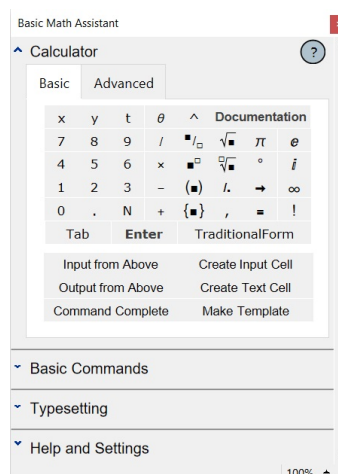 Basic Math Assistant
Calculator ?
Basic Advanced
x y t θ ^ Documentation
7 8 9 / ▪/□ √▪ π ⅇ
4 5 6 × ▪□ □√▪ ° ⅈ
1 2 3 − (▪) /. → ∞
0 . N + {▪} , = !
Tab Enter TraditionalForm
Input from Above Create Input Cell
Output from Above Create Text Cell
Command Complete Make Template
Basic Commands
Typesetting
Help and Settings
100%